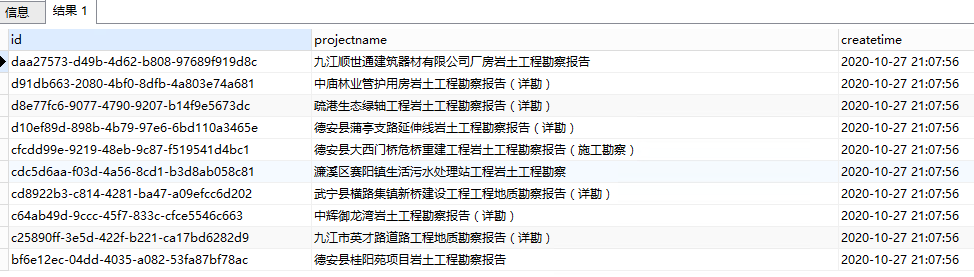 信息 结果 1
id projectname createtime
daa27573-d49b-4d62-b808-97689f919d8c 九江顺世通建筑器材有限公司厂房岩土工程勘察报告 2020-10-27 21:07:56
d91db663-2080-4bf0-8dfb-4a803e74a681 中庙林业管护用房岩土工程勘察报告（详勘） 2020-10-27 21:07:56
d8e77fc6-9077-4790-9207-b14f9e5673dc 疏港生态绿轴工程岩土工程勘察报告（详勘） 2020-10-27 21:07:56
d10ef89d-898b-4b79-97e6-6bd110a3465e 德安县蒲亭支路延伸线岩土工程勘察报告（详勘） 2020-10-27 21:07:56
cfcdd99e-9219-48eb-9c87-f519541d4bc1 德安县大西门桥危桥重建工程岩土工程勘察报告（施工勘察） 2020-10-27 21:07:56
cdc5d6aa-f03d-4a56-8cd1-b3d8ab058c81 濂溪区赛阳镇生活污水处理站工程岩土工程勘察 2020-10-27 21:07:56
cd8922b3-c814-4281-ba47-a09efcc6d202 武宁县横路集镇新桥建设工程工程地质勘察报告（详勘） 2020-10-27 21:07:56
c64ab49d-9ccc-45f7-833c-cfce5546c663 中辉御龙湾岩土工程勘察报告（详勘） 2020-10-27 21:07:56
c25890ff-3e5d-422f-b221-ca17bd6282d9 九江市英才路道路工程地质勘察报告（详勘） 2020-10-27 21:07:56
bf6e12ec-04dd-4035-a082-53fa87bf78ac 德安县桂阳苑项目岩土工程勘察报告 2020-10-27 21:07:56